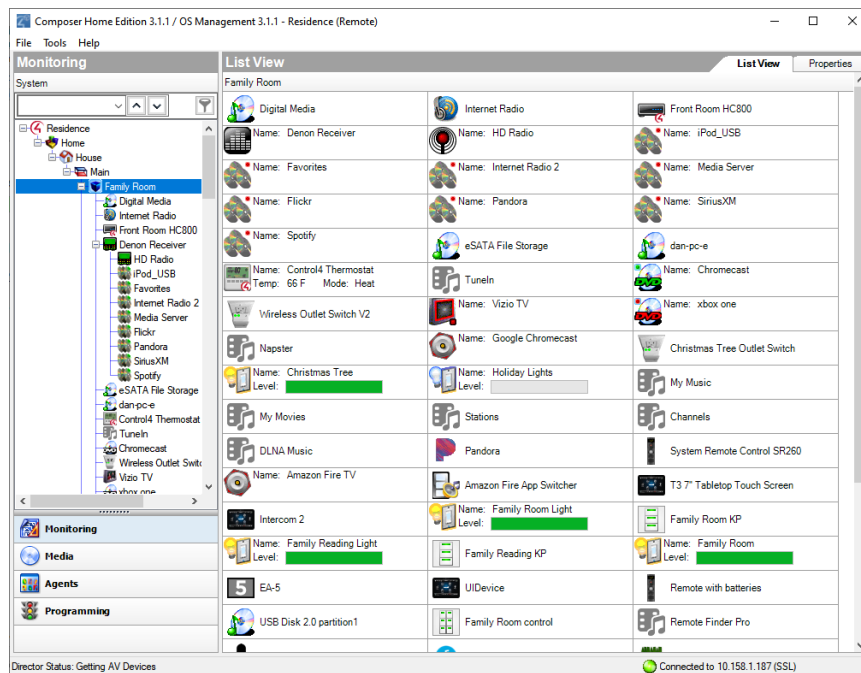 Composer Home Edition 3.1.1 / OS Management 3.1.1 - Residence (Remote)
File Tools Help
Monitoring
System
Residence
Home
House
Main
Family Room
Digital Media
Internet Radio
Front Room HC800
Denon Receiver
HD Radio
iPod_USB
Favorites
Internet Radio 2
Media Server
Flickr
Pandora
SiriusXM
Spotify
eSATA File Storage
dan-pc-e
Control4 Thermostat
TuneIn
Chromecast
Wireless Outlet Switc
Vizio TV
xbox one
Monitoring
Media
Agents
Programming
List View
List View Properties
Family Room
Digital Media Internet Radio Front Room HC800
Name: Denon Receiver Name: HD Radio Name: iPod_USB
Name: Favorites Name: Internet Radio 2 Name: Media Server
Name: Flickr Name: Pandora Name: SiriusXM
Name: Spotify eSATA File Storage dan-pc-e
Name: Control4 Thermostat TuneIn Name: Chromecast
Temp: 66 F Mode: Heat
DVD
Wireless Outlet Switch V2 Name: Vizio TV Name: xbox one
DVD
Napster Name: Google Chromecast Christmas Tree Outlet Switch
Name: Christmas Tree Name: Holiday Lights My Music
Level: Level:
My Movies Stations Channels
DLNA Music Pandora System Remote Control SR260
Name: Amazon Fire TV Amazon Fire App Switcher T3 7" Tabletop Touch Screen
Intercom 2 Name: Family Room Light Family Room KP
Level:
Name: Family Reading Light Family Reading KP Name: Family Room
Level: Level:
5 EA-5 UIDevice Remote with batteries
USB Disk 2.0 partition1 Family Room control Remote Finder Pro
Director Status: Getting AV Devices Connected to 10.158.1.187 (SSL)